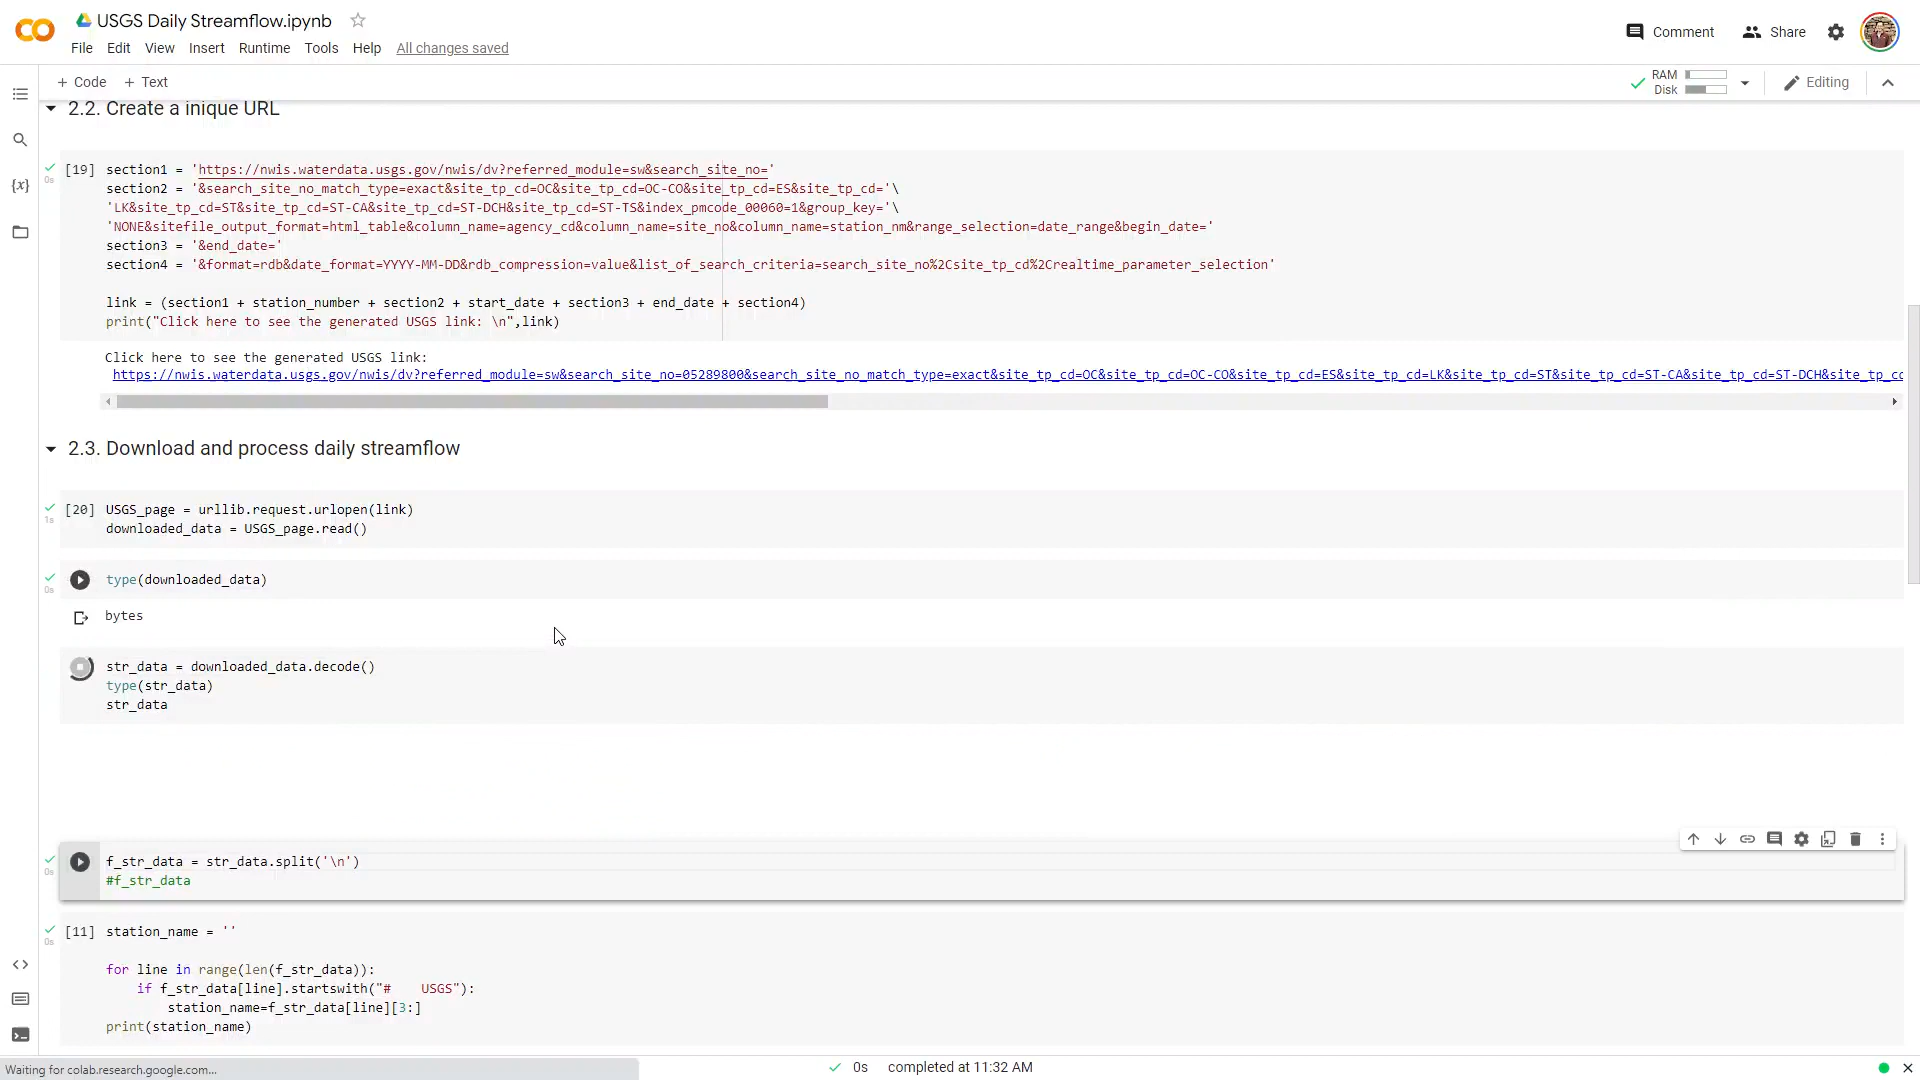 USGS Daily Streamflow.ipynb
File Edit View Insert Runtime Tools Help All changes saved
Comment Share
+ Code + Text
RAM
Disk
Editing
2.2. Create a inique URL
[19] section1 = 'https://nwis.waterdata.usgs.gov/nwis/dv?referred_module=sw&search_site_no='
0s
section2 = '&search_site_no_match_type=exact&site_tp_cd=OC&site_tp_cd=OC-CO&site_tp_cd=ES&site_tp_cd='\
'LK&site_tp_cd=ST&site_tp_cd=ST-CA&site_tp_cd=ST-DCH&site_tp_cd=ST-TS&index_pmcode_00060=1&group_key='\
'NONE&sitefile_output_format=html_table&column_name=agency_cd&column_name=site_no&column_name=station_nm&range_selection=date_range&begin_date='
section3 = '&end_date='
section4 = '&format=rdb&date_format=YYYY-MM-DD&rdb_compression=value&list_of_search_criteria=search_site_no%2Csite_tp_cd%2Crealtime_parameter_selection'
link = (section1 + station_number + section2 + start_date + section3 + end_date + section4)
print("Click here to see the generated USGS link: \n",link)
Click here to see the generated USGS link:
https://nwis.waterdata.usgs.gov/nwis/dv?referred_module=sw&search_site_no=05289800&search_site_no_match_type=exact&site_tp_cd=OC&site_tp_cd=OC-CO&site_tp_cd=ES&site_tp_cd=LK&site_tp_cd=ST&site_tp_cd=ST-CA&site_tp_cd=ST-DCH&site_tp_cd
2.3. Download and process daily streamflow
[20] USGS_page = urllib.request.urlopen(link)
1s
downloaded_data = USGS_page.read()
type(downloaded_data)
0s
bytes
str_data = downloaded_data.decode()
type(str_data)
str_data
f_str_data = str_data.split('\n')
0s
#f_str_data
[11] station_name = ''
0s
for line in range(len(f_str_data)):
if f_str_data[line].startswith("#    USGS"):
station_name=f_str_data[line][3:]
print(station_name)
Waiting for colab.research.google.com...
0s completed at 11:32 AM